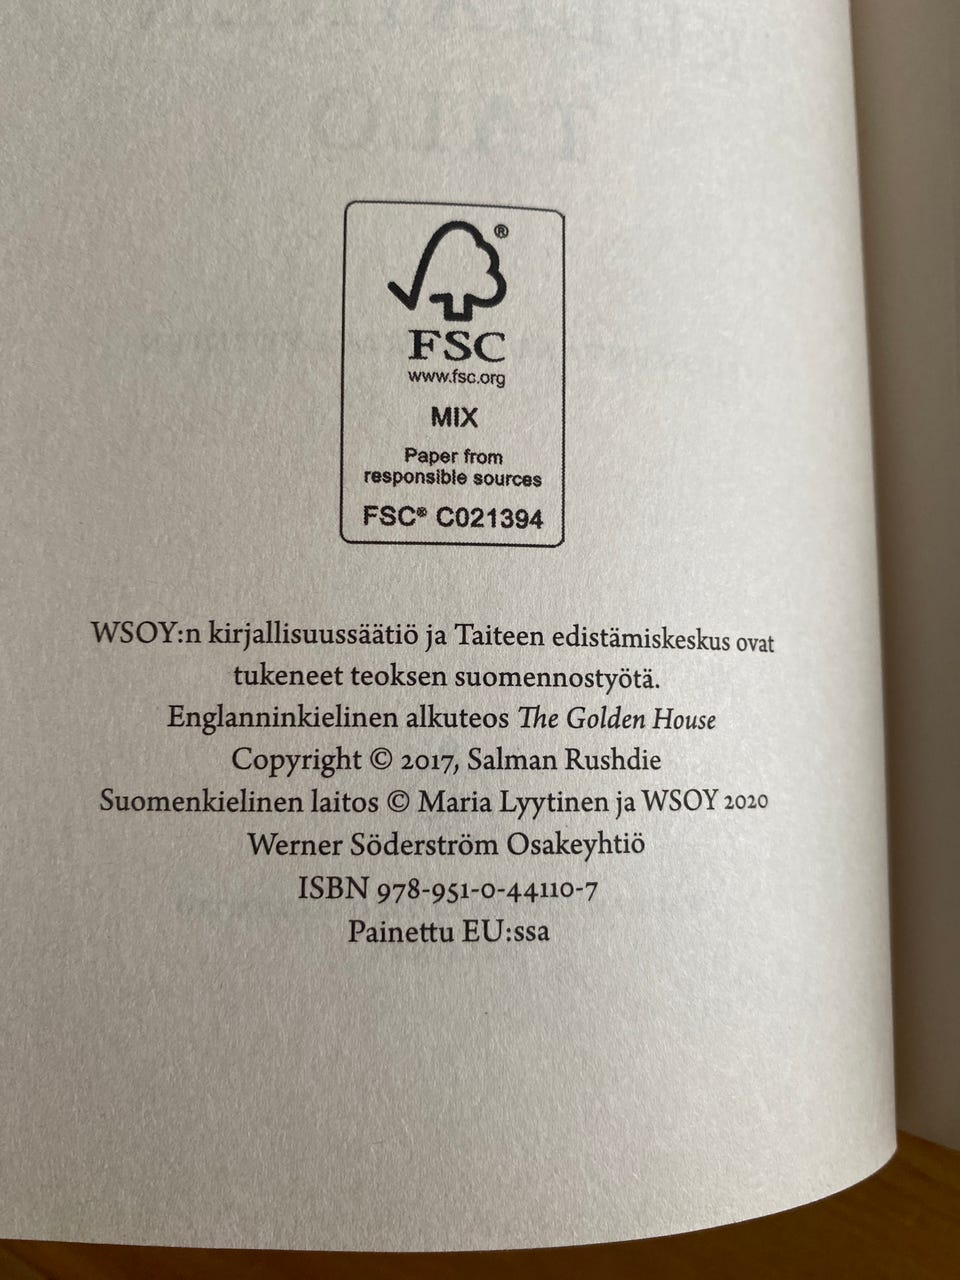 FSC®
www.fsc.org
MIX
Paper from
responsible sources
FSC® C021394
WSOY:n kirjallisuussäätiö ja Taiteen edistämiskeskus ovat
tukeneet teoksen suomennostyötä.
Englanninkielinen alkuteos The Golden House
Copyright © 2017, Salman Rushdie
Suomenkielinen laitos © Maria Lyytinen ja WSOY 2020
Werner Söderström Osakeyhtiö
ISBN 978-951-0-44110-7
Painettu EU:ssa